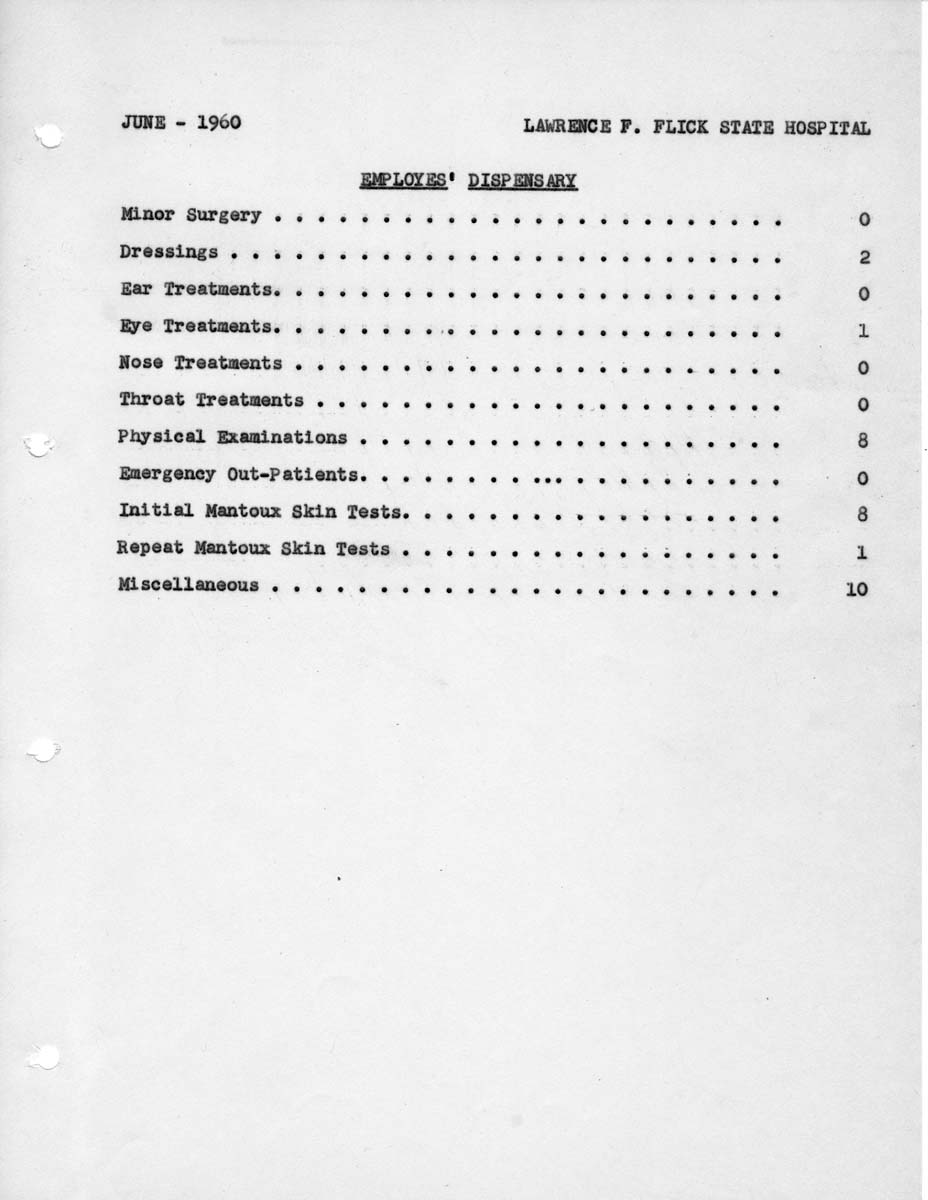 JUNE - 1960 LAWRENCE F. FLICK STATE HOSPITAL
EMPLOYES' DISPENSARY
Minor Surgery . . . . . . . . . . . . . . . . . . . . . . . . 0
Dressings . . . . . . . . . . . . . . . . . . . . . . . . . . 2
Ear Treatments. . . . . . . . . . . . . . . . . . . . . . . . 0
Eye Treatments. . . . . . . . . . . . . . . . . . . . . . . . 1
Nose Treatments . . . . . . . . . . . . . . . . . . . . . . . 0
Throat Treatments . . . . . . . . . . . . . . . . . . . . . . 0
Physical Examinations . . . . . . . . . . . . . . . . . . . . 8
Emergency Out-Patients. . . . . . . . ... . . . . . . . . . . 0
Initial Mantoux Skin Tests. . . . . . . . . . . . . . . . . . 8
Repeat Mantoux Skin Tests . . . . . . . . . . . . . . . . . . 1
Miscellaneous . . . . . . . . . . . . . . . . . . . . . . . . 10